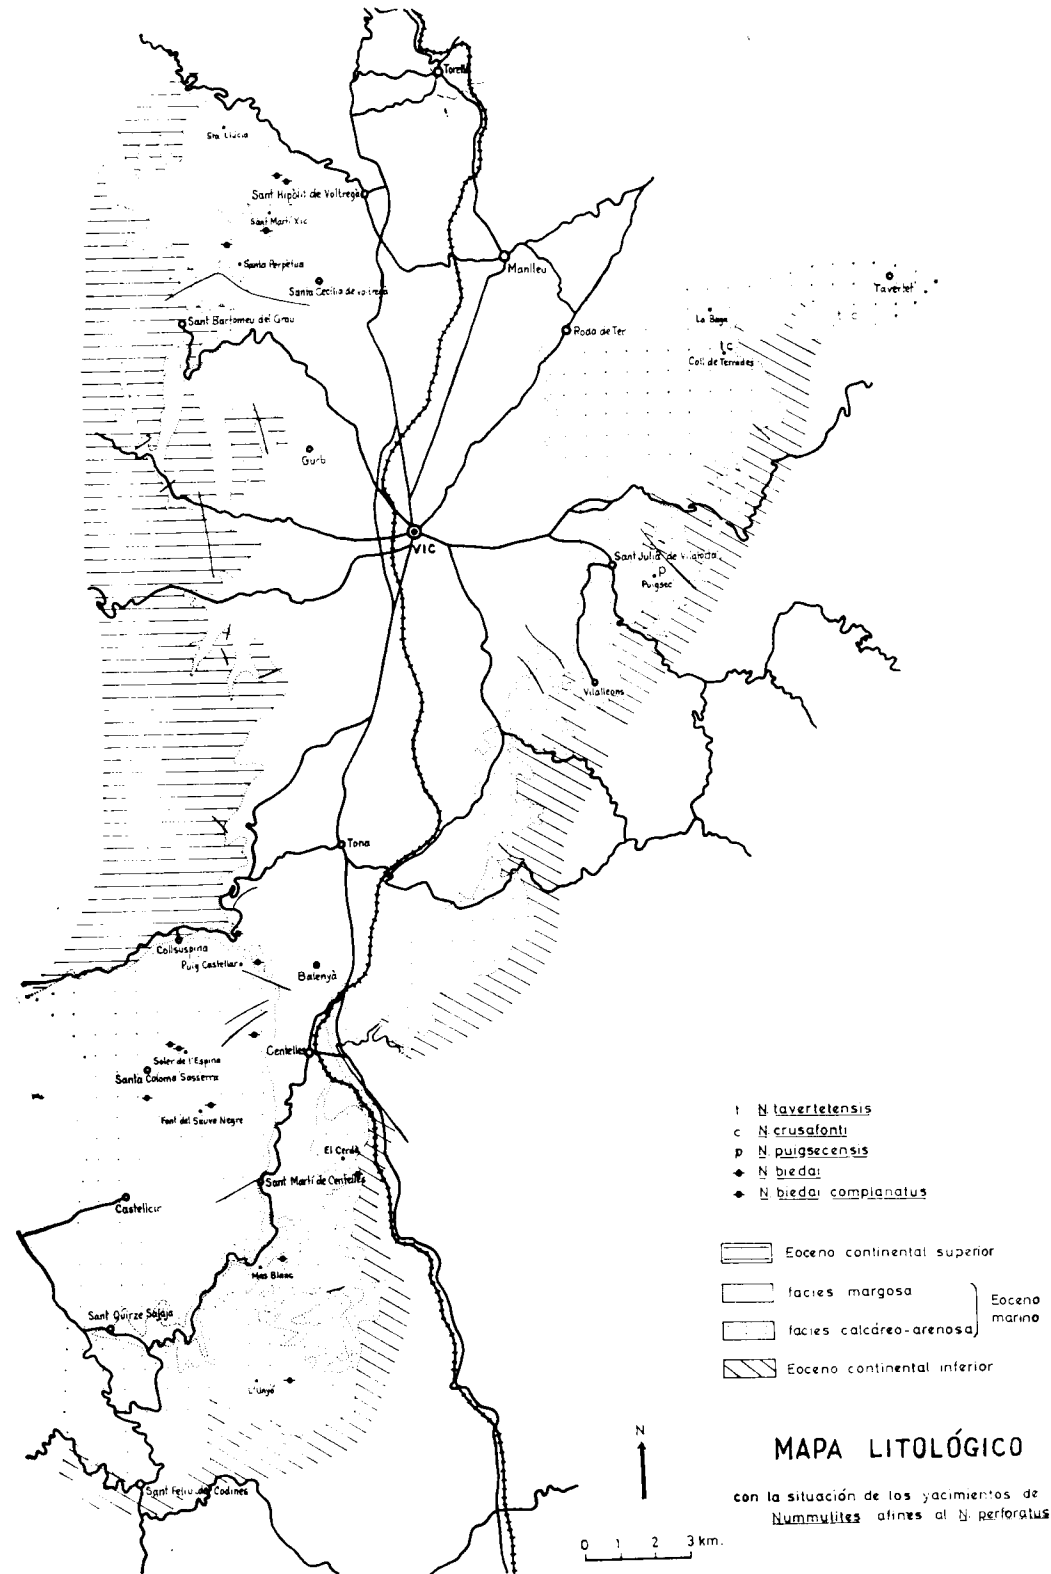 Torelló
Sta. Llúcia
Sant Hipòlit de Voltregà
Sant Martí Xic
Santa Perpètua
Manlleu
Tavertet
Santa Cecília de Voltregà
t c
Sant Bartomeu del Grau
La Baga
Roda de Ter
t c
Coll de Terrades
Gurb
VIC
Sant Julià de Vilatorta
p
Puigsec
Vilalleons
Tona
Collsuspina
Puig Castellar
Balenyà
Centelles
Soler de l'Espina
Santa Coloma Sasserra
Font del Sauva Negre
El Cerdà
Sant Martí de Centelles
Castellcir
Mas Blanc
Sant Quirze Safaja
L'Unyó
Sant Feliu de Codines
t N. tavertetensis
c N. crusafonti
p N. puigsecensis
N. biedai
N. biedai complanatus
Eoceno continental superior
facies margosa
facies calcáreo-arenosa
Eoceno
marino
Eoceno continental inferior
N
MAPA LITOLÓGICO
con la situación de los yacimientos de
Nummulites afines al N. perforatus
0 1 2 3 km.